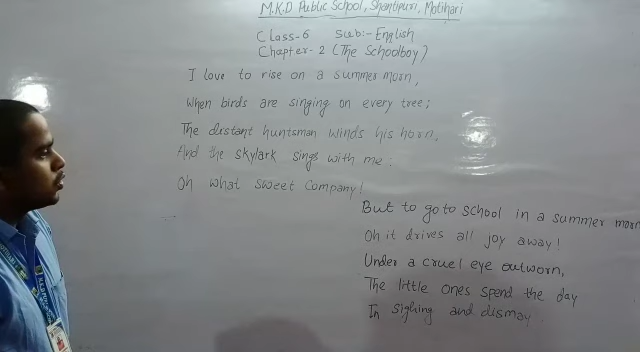 M.K.D Public School, Shantipuri, Motihari
Class-6 Sub:- English
Chapter-2 (The Schoolboy)
I love to rise on a summer morn,
When birds are singing on every tree;
The distant huntsman winds his horn,
And the skylark sings with me:
Oh what sweet company!
But to go to school in a summer morn
Oh it drives all joy away!
Under a cruel eye outworn,
The little ones spend the day
In sighing and dismay.